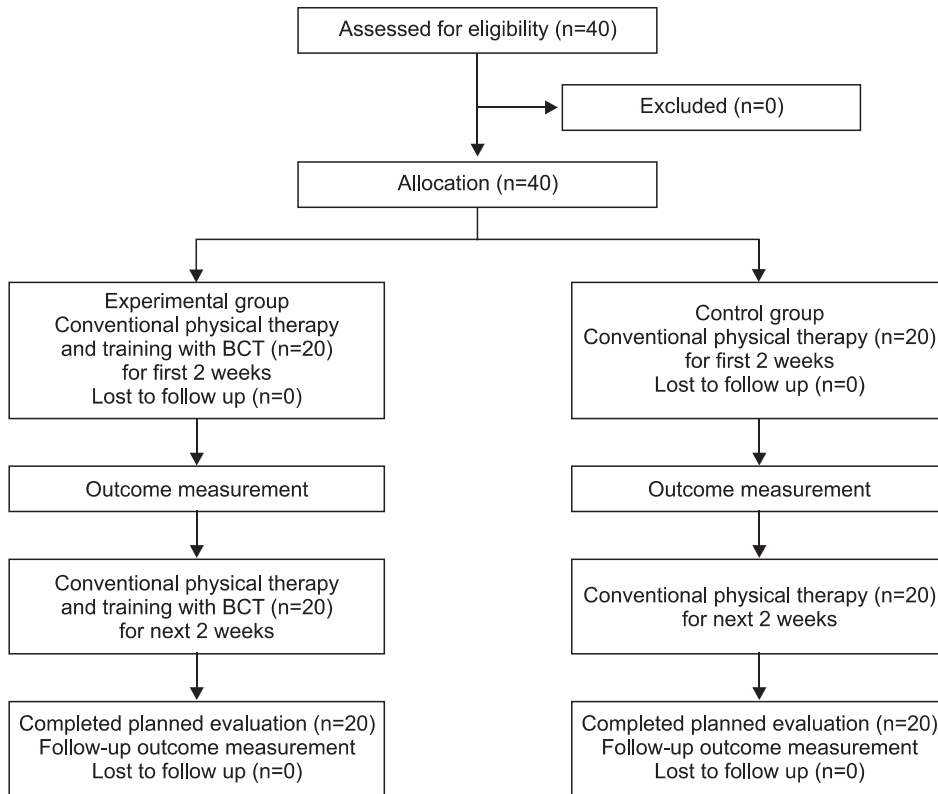 Assessed for eligibility (n=40)
Excluded (n=0)
Allocation (n=40)
Experimental group
Conventional physical therapy
and training with BCT (n=20)
for first 2 weeks
Lost to follow up (n=0)
Control group
Conventional physical therapy (n=20)
for first 2 weeks
Lost to follow up (n=0)
Outcome measurement
Outcome measurement
Conventional physical therapy
and training with BCT (n=20)
for next 2 weeks
Conventional physical therapy (n=20)
for next 2 weeks
Completed planned evaluation (n=20)
Follow-up outcome measurement
Lost to follow up (n=0)
Completed planned evaluation (n=20)
Follow-up outcome measurement
Lost to follow up (n=0)